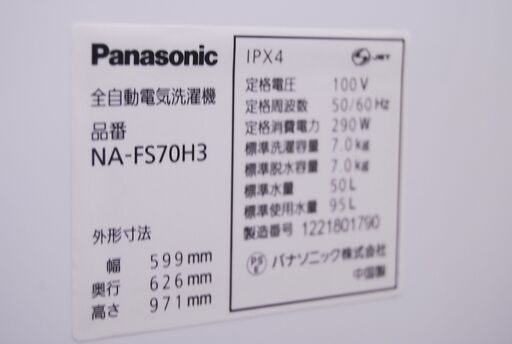 Panasonic
全自動電気洗濯機
品番
NA-FS70H3
外形寸法
幅 599mm
奥行 626mm
高さ 971mm
IPX4
JET
定格電圧 100V
定格周波数 50/60Hz
定格消費電力 290W
標準洗濯容量 7.0kg
標準脱水容量 7.0kg
標準水量 50L
標準使用水量 95L
製造番号 1221801790
PS E パナソニック株式会社
中国製